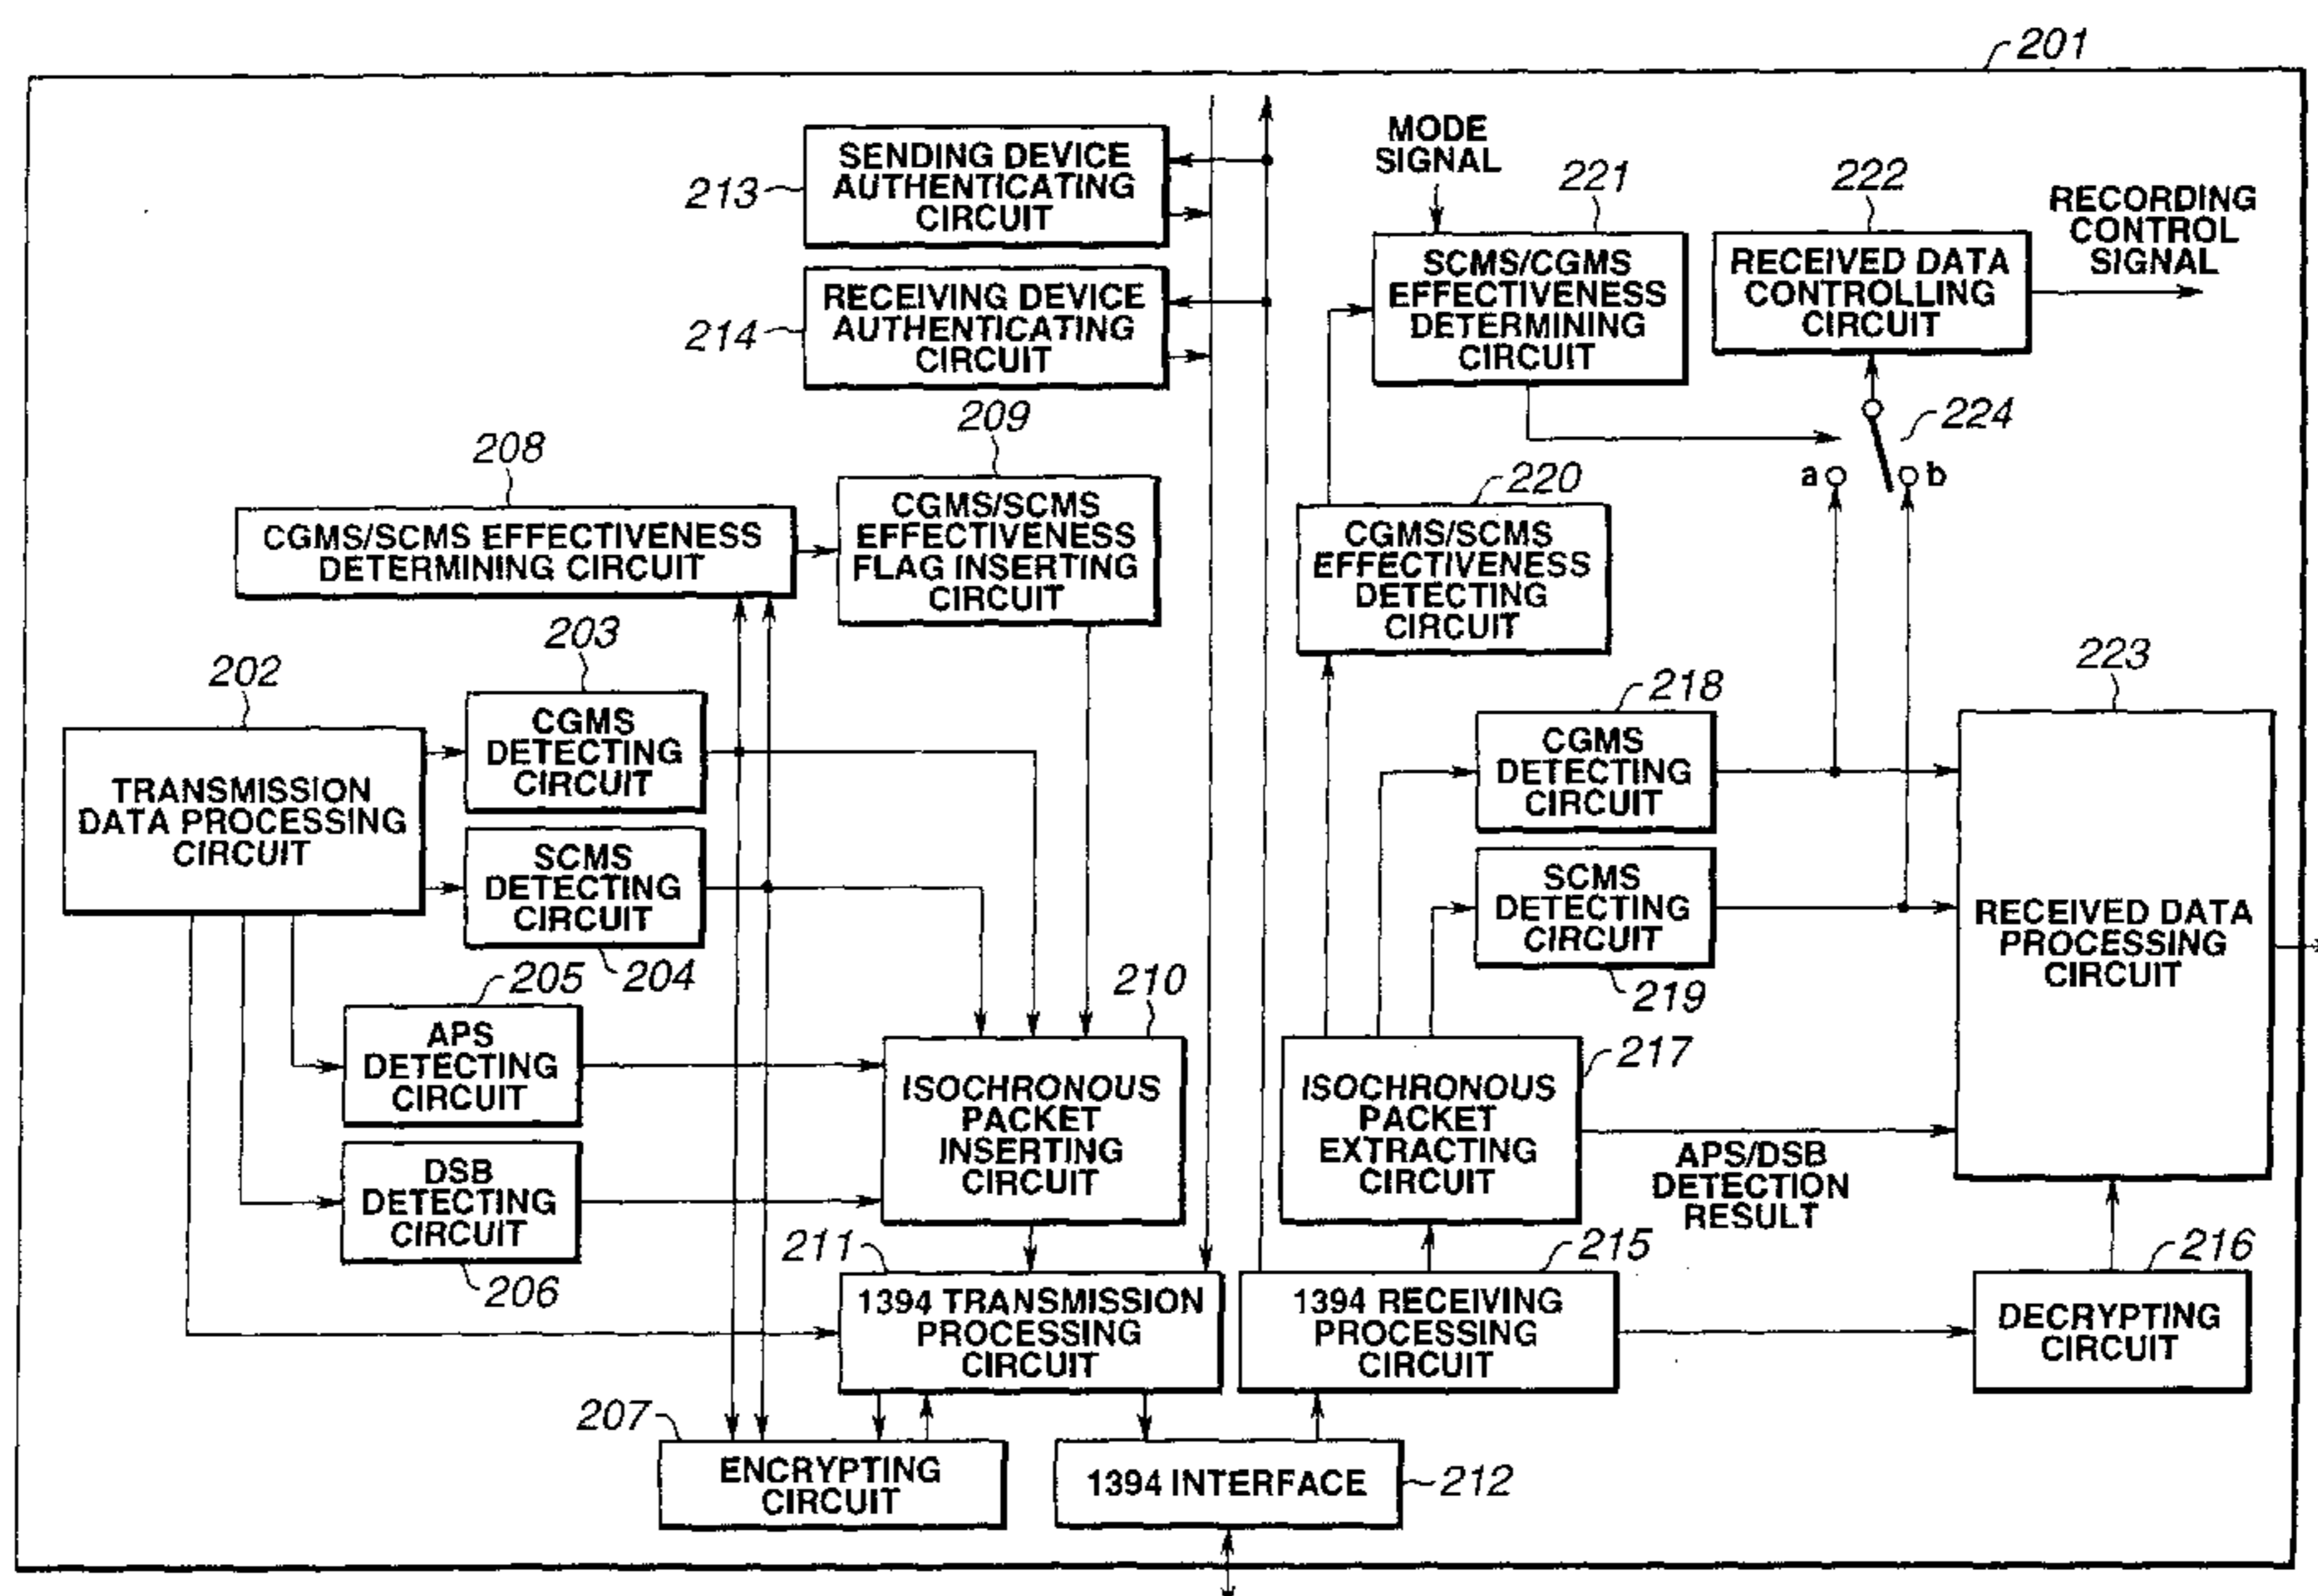 201
SENDING DEVICE
AUTHENTICATING
CIRCUIT
213
RECEIVING DEVICE
AUTHENTICATING
CIRCUIT
214
MODE
SIGNAL
221
SCMS/CGMS
EFFECTIVENESS
DETERMINING
CIRCUIT
222
RECEIVED DATA
CONTROLLING
CIRCUIT
RECORDING
CONTROL
SIGNAL
224
a
b
208
CGMS/SCMS EFFECTIVENESS
DETERMINING CIRCUIT
209
CGMS/SCMS
EFFECTIVENESS
FLAG INSERTING
CIRCUIT
220
CGMS/SCMS
EFFECTIVENESS
DETECTING
CIRCUIT
202
TRANSMISSION
DATA PROCESSING
CIRCUIT
203
CGMS
DETECTING
CIRCUIT
SCMS
DETECTING
CIRCUIT
204
205
APS
DETECTING
CIRCUIT
DSB
DETECTING
CIRCUIT
206
210
ISOCHRONOUS
PACKET
INSERTING
CIRCUIT
218
CGMS
DETECTING
CIRCUIT
SCMS
DETECTING
CIRCUIT
219
223
RECEIVED DATA
PROCESSING
CIRCUIT
217
ISOCHRONOUS
PACKET
EXTRACTING
CIRCUIT
APS/DSB
DETECTION
RESULT
211
1394 TRANSMISSION
PROCESSING
CIRCUIT
215
1394 RECEIVING
PROCESSING
CIRCUIT
216
DECRYPTING
CIRCUIT
207
ENCRYPTING
CIRCUIT
1394 INTERFACE
212